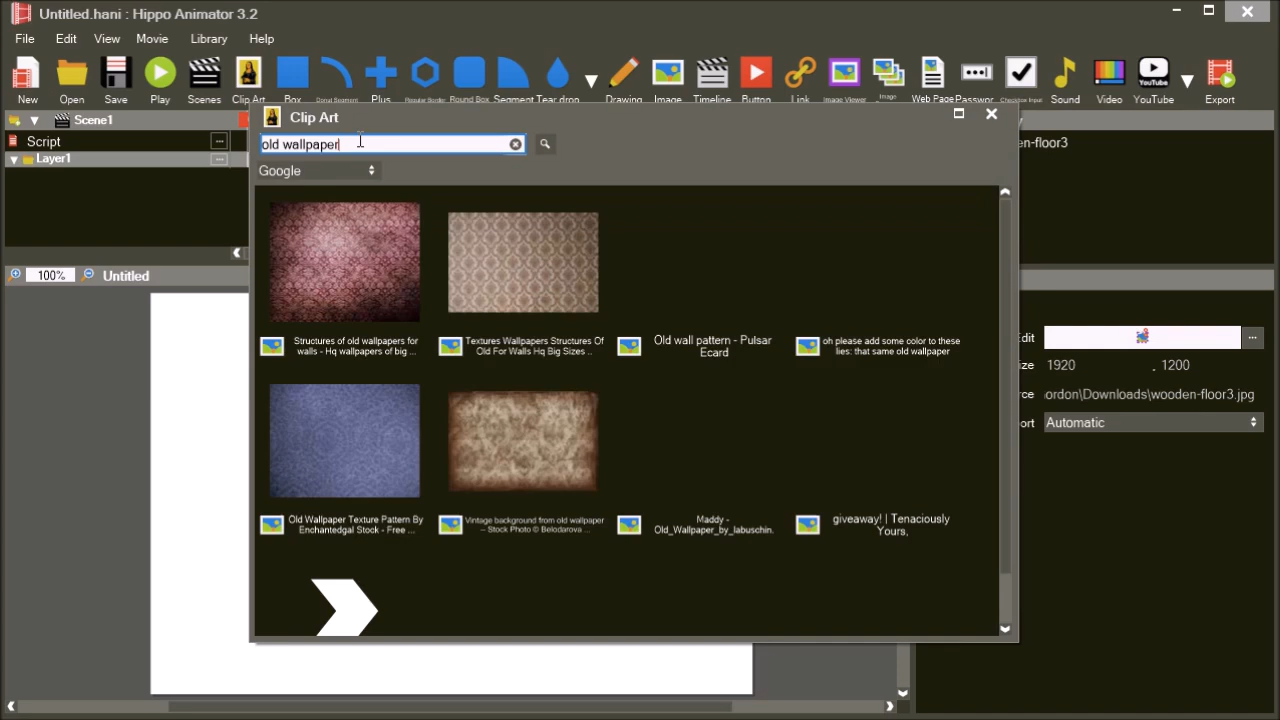 Untitled.hani : Hippo Animator 3.2
File Edit View Movie Library Help
New Open Save Play Scenes Clip Art Box Plus Round Box Segment Tear drop Drawing Image Timeline Button Link Image Viewer Image Web Page Passwor Sound Video YouTube Export
YouTube
Scene1
Script
Layer1
Clip Art
old wallpaper
Google
Structures of old wallpapers for
walls - Hq wallpapers of big ...
Textures Wallpapers Structures Of
Old For Walls Hq Big Sizes ..
Old wall pattern - Pulsar
Ecard
oh please add some color to these
lies: that same old wallpaper
Old Wallpaper Texture Pattern By
Enchantedgal Stock - Free ...
Vintage background from old wallpaper
– Stock Photo © Belodarova ...
Maddy -
Old_Wallpaper_by_labuschin.
giveaway! | Tenaciously
Yours,
100%
Untitled
y
en-floor3
Edit
ize 1920 , 1200
rce ordon\Downloads\wooden-floor3.jpg
ort Automatic